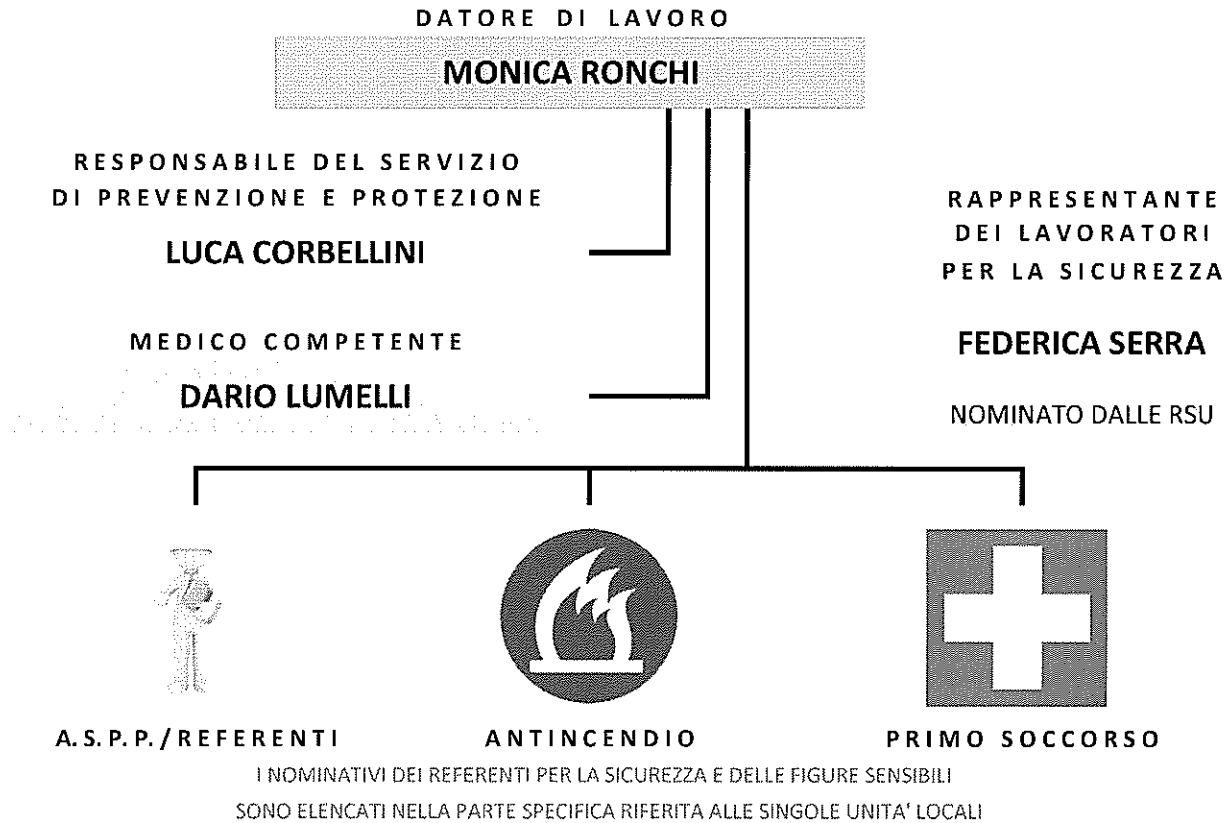 DATORE DI LAVORO
MONICA RONCHI
RESPONSABILE DEL SERVIZIO
DI PREVENZIONE E PROTEZIONE
LUCA CORBELLINI
MEDICO COMPETENTE
DARIO LUMELLI
RAPPRESENTANTE
DEI LAVORATORI
PER LA SICUREZZA
FEDERICA SERRA
NOMINATO DALLE RSU
A.S.P.P./REFERENTI
ANTINCENDIO
PRIMO SOCCORSO
I NOMINATIVI DEI REFERENTI PER LA SICUREZZA E DELLE FIGURE SENSIBILI
SONO ELENCATI NELLA PARTE SPECIFICA RIFERITA ALLE SINGOLE UNITA' LOCALI